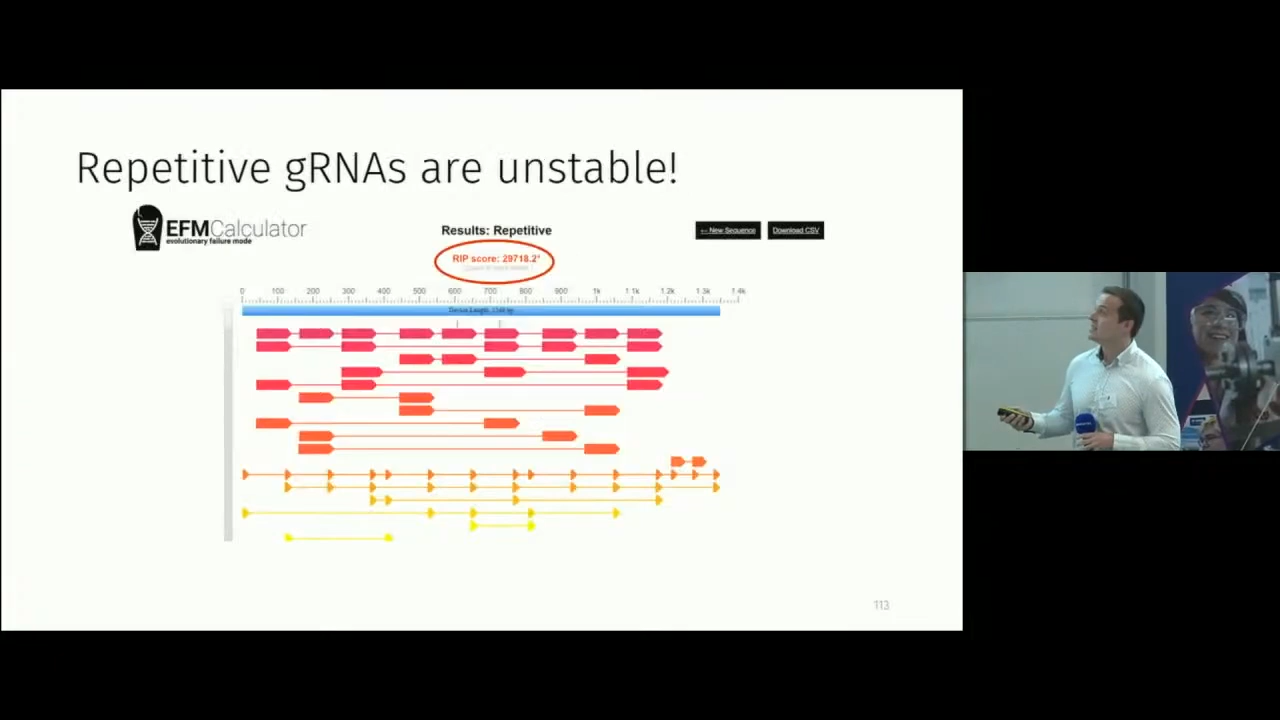 Repetitive gRNAs are unstable!
EFMCalculator
evolutionary failure mode
Results: Repetitive
← New Sequence
Download CSV
RIP score: 29718.2*
0 100 200 300 400 500 600 700 800 900 1k 1.1k 1.2k 1.3k 1.4k
113